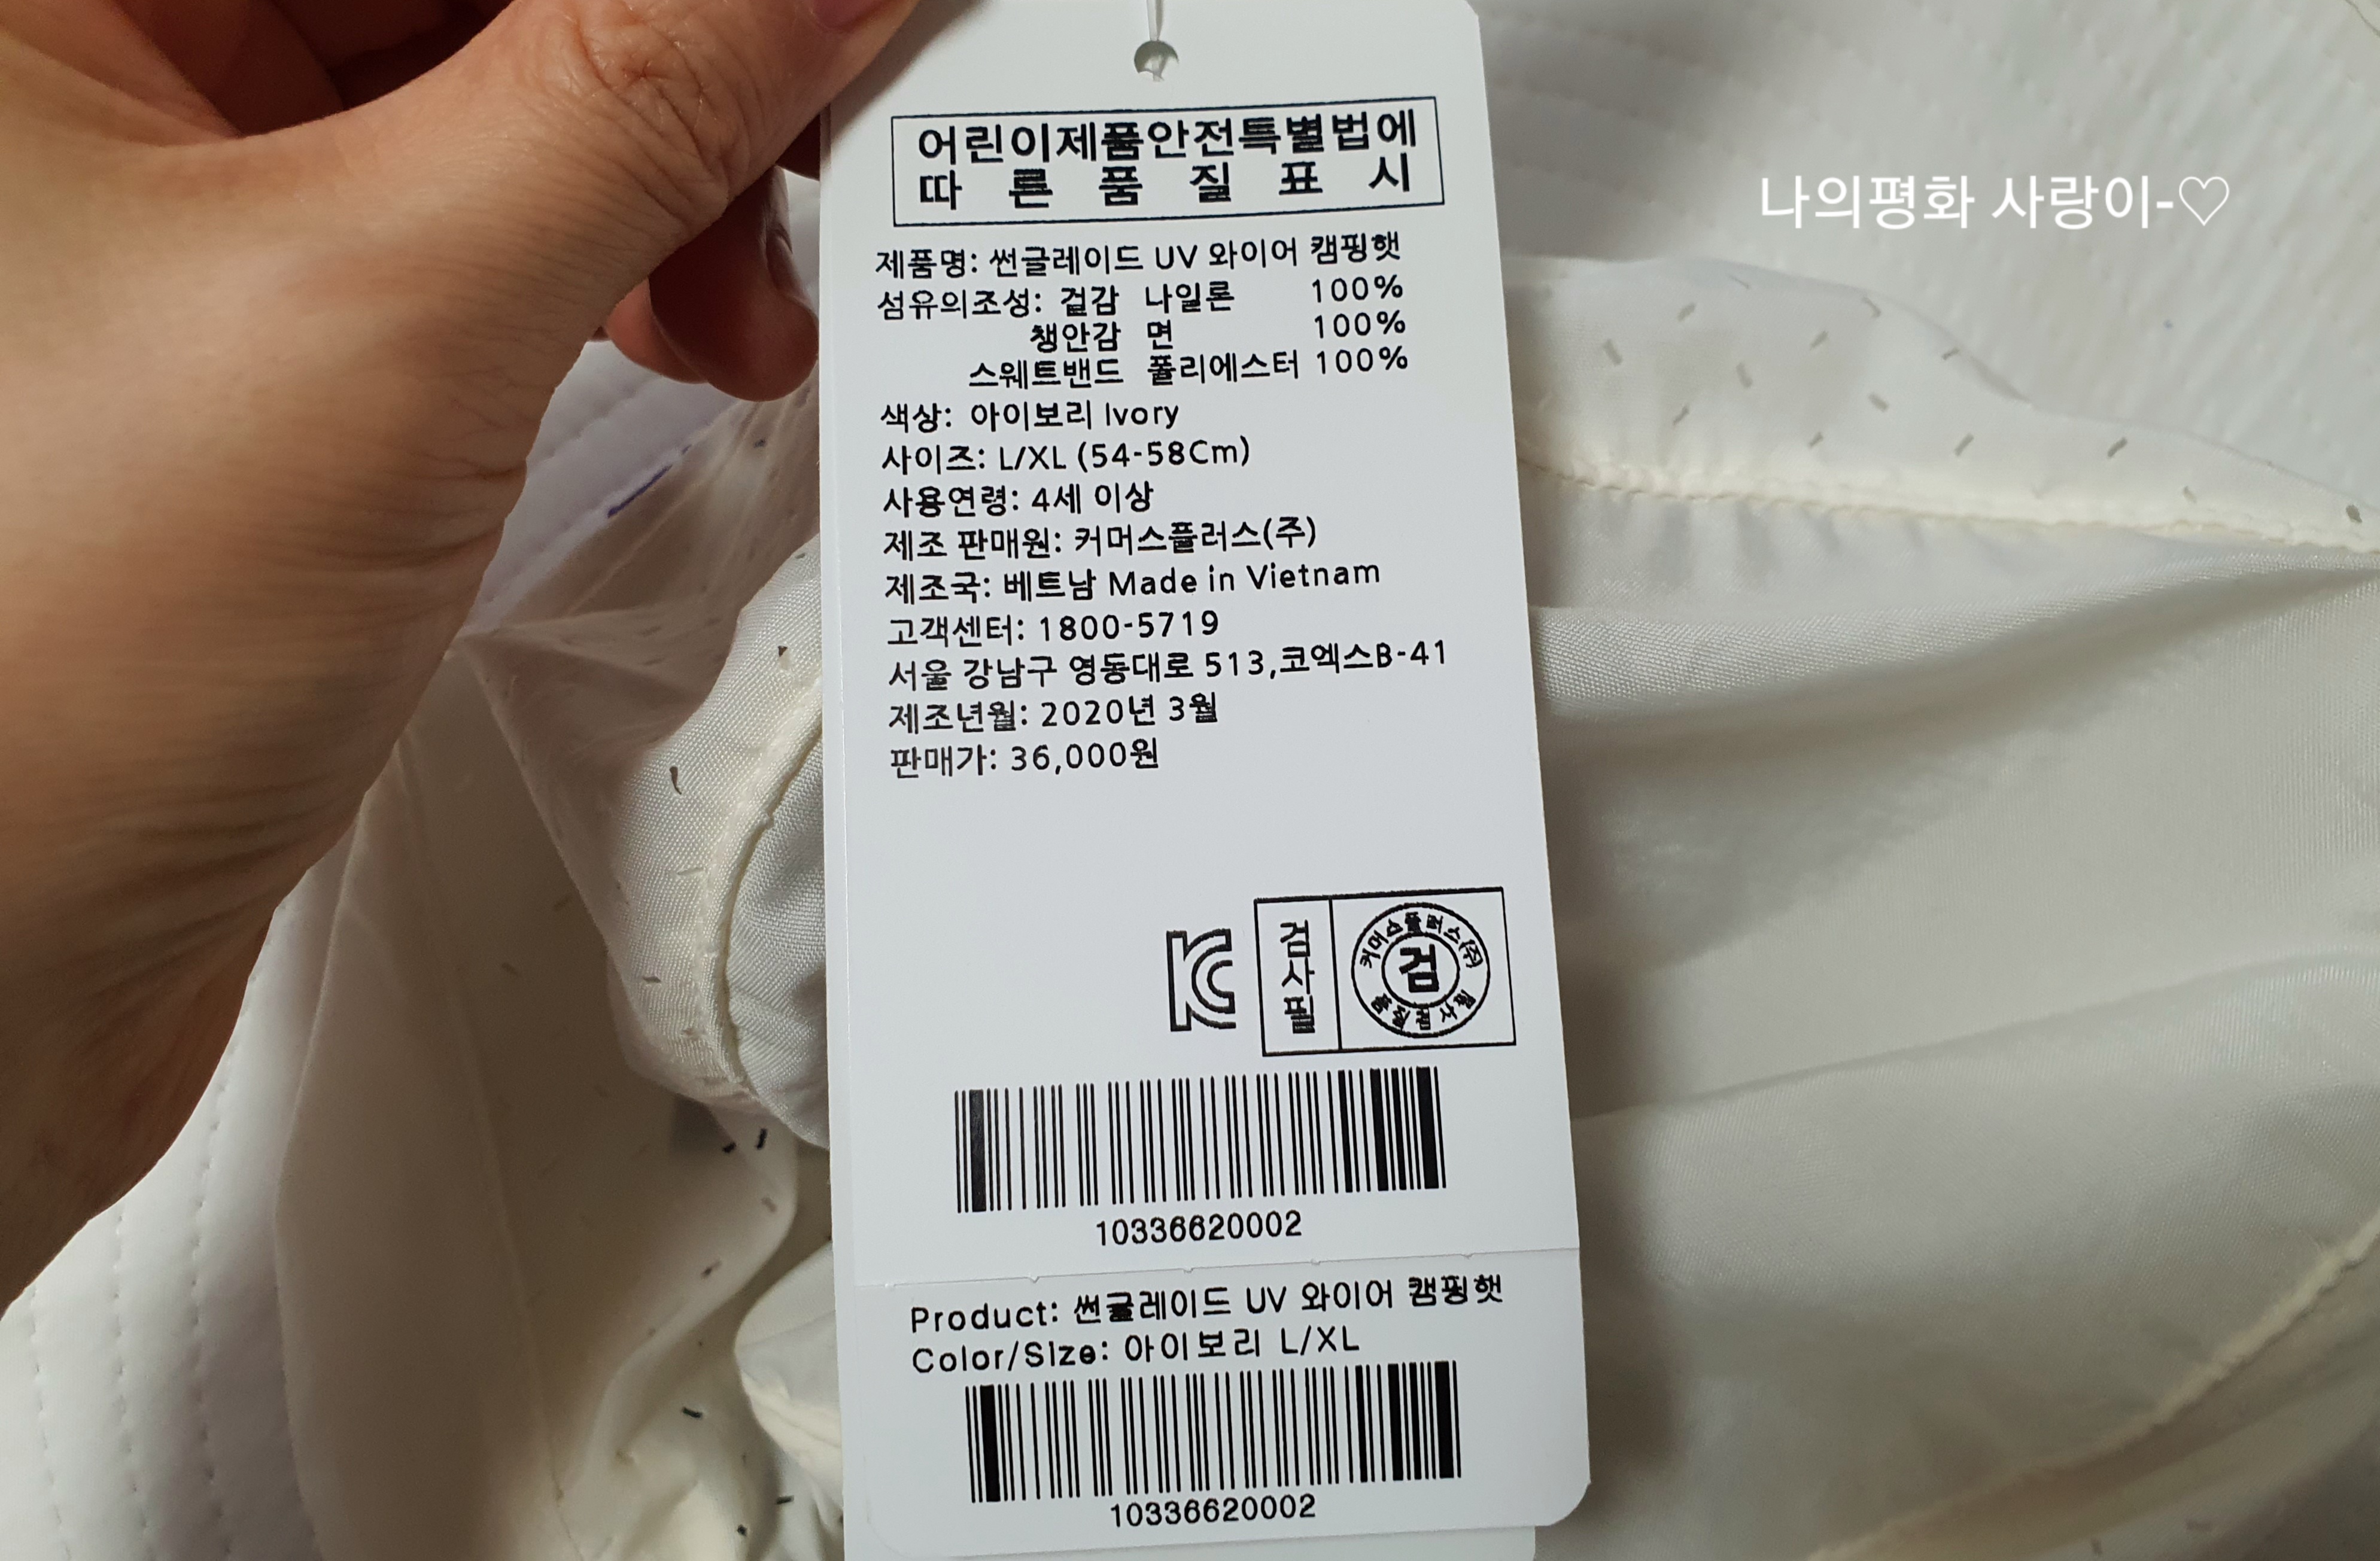 어린이제품안전특별법에
따른품질표시
나의평화 사랑이-♡
제품명: 썬글레이드 UV 와이어 캠핑햇
섬유의조성: 겉감 나일론 100%
챙안감 면 100%
스웨트밴드 폴리에스터 100%
색상: 아이보리 Ivory
사이즈: L/XL (54-58Cm)
사용연령: 4세 이상
제조 판매원: 커머스플러스(주)
제조국: 베트남 Made in Vietnam
고객센터: 1800-5719
서울 강남구 영동대로 513,코엑스B-41
제조년월: 2020년 3월
판매가: 36,000원
KC
검사필
커머스플러스(주)
검
10336620002
Product: 썬글레이드 UV 와이어 캠핑햇
Color/Size: 아이보리 L/XL
10336620002